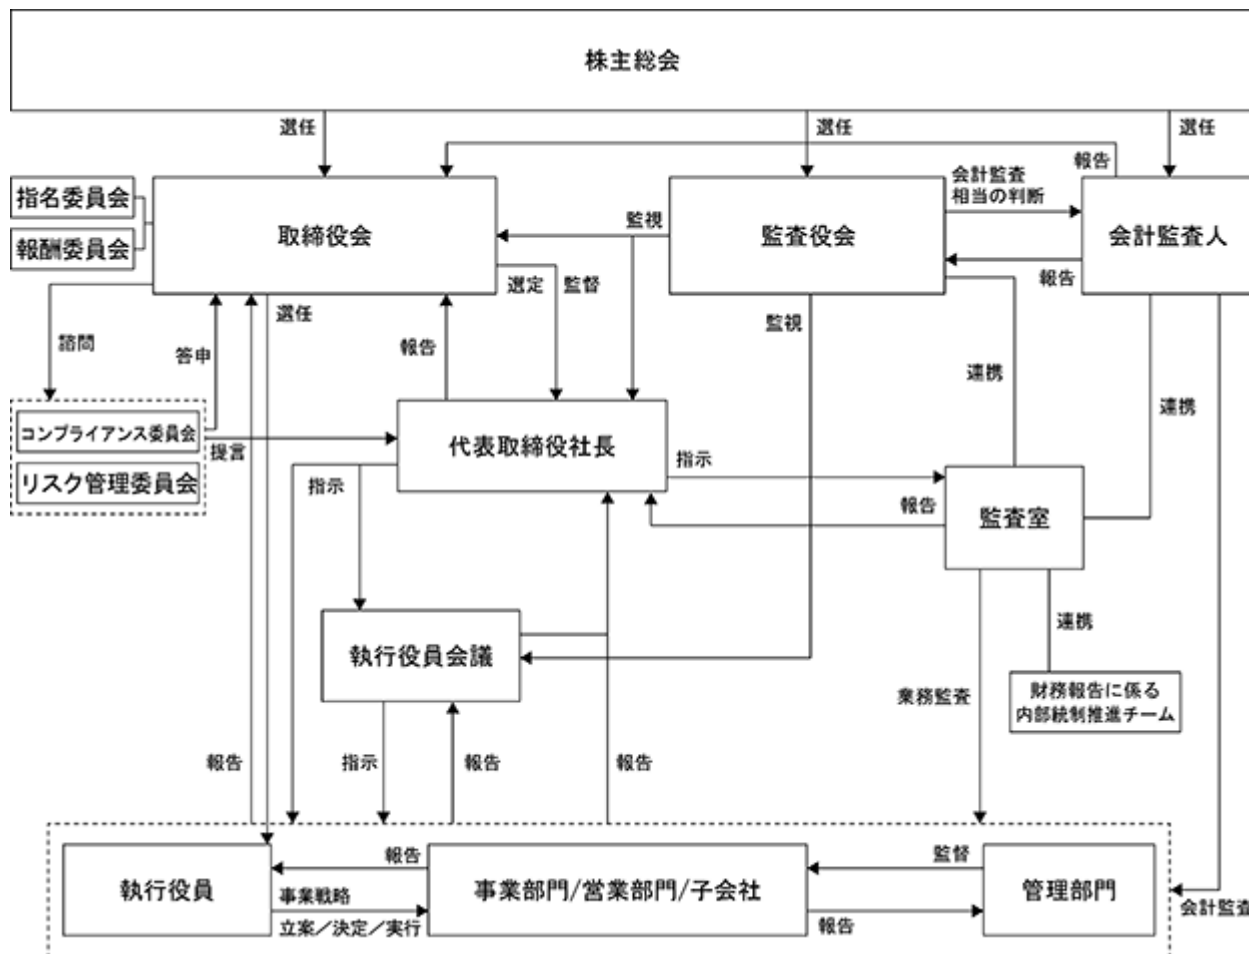 株主総会
選任
選任
選任
報告
指名委員会
報酬委員会
取締役会
監視
監査役会
会計監査
相当の判断
会計監査人
報告
選定
監督
諮問
答申
選任
報告
監視
連携
連携
コンプライアンス委員会
リスク管理委員会
提言
代表取締役社長
指示
指示
報告
監査室
執行役員会議
連携
財務報告に係る
内部統制推進チーム
業務監査
報告
指示
報告
報告
執行役員
報告
事業戦略
立案／決定／実行
事業部門/営業部門/子会社
監督
報告
管理部門
会計監査